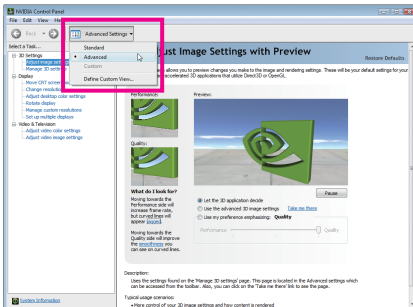 NVIDIA Control Panel
File Edit View Help
Back
Advanced Settings
Standard
Advanced
Custom
Define Custom View...
Select a Task...
3D Settings
Adjust image settings
Manage 3D
Display
Move CRT screen
Change resolution
Adjust desktop color settings
Rotate display
Manage custom resolutions
Set up multiple displays
Video & Television
Adjust video color settings
Adjust video image settings
System Information
ust Image Settings with Preview
Restore Defaults
allows you to preview changes you make to the image and rendering settings. These will be your default settings for your
accelerated 3D applications that utilize Direct3D or OpenGL.
Performance:
Preview:
Quality:
What do I look for?
Moving towards the
Performance side will
increase frame rate,
but curved lines will
appear jagged.
Moving towards the
Quality side will improve
the smoothness you
can see on curved lines.
Pause
Let the 3D application decide
Use the advanced 3D image settings Take me there
Use my preference emphasizing: Quality
Performance Quality
Description:
Uses the settings found on the 'Manage 3D settings' page. This page is located in the Advanced settings which
can be accessed from the toolbar. Also, you can click on the 'Take me there' link to see the page.
Typical usage scenarios:
• More control of your 3D image settings and how content is rendered